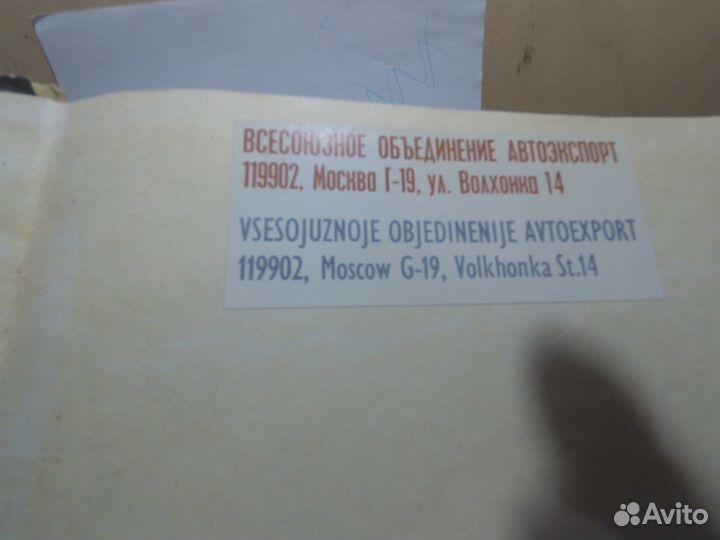 ВСЕСОЮЗНОЕ ОБЪЕДИНЕНИЕ АВТОЭКСПОРТ
119902, Москва Г-19, ул. Волхонка 14
VSESOJUZNOJE OBJEDINENIJE AVTOEXPORT
119902, Moscow G-19, Volkhonka St.14
Avito